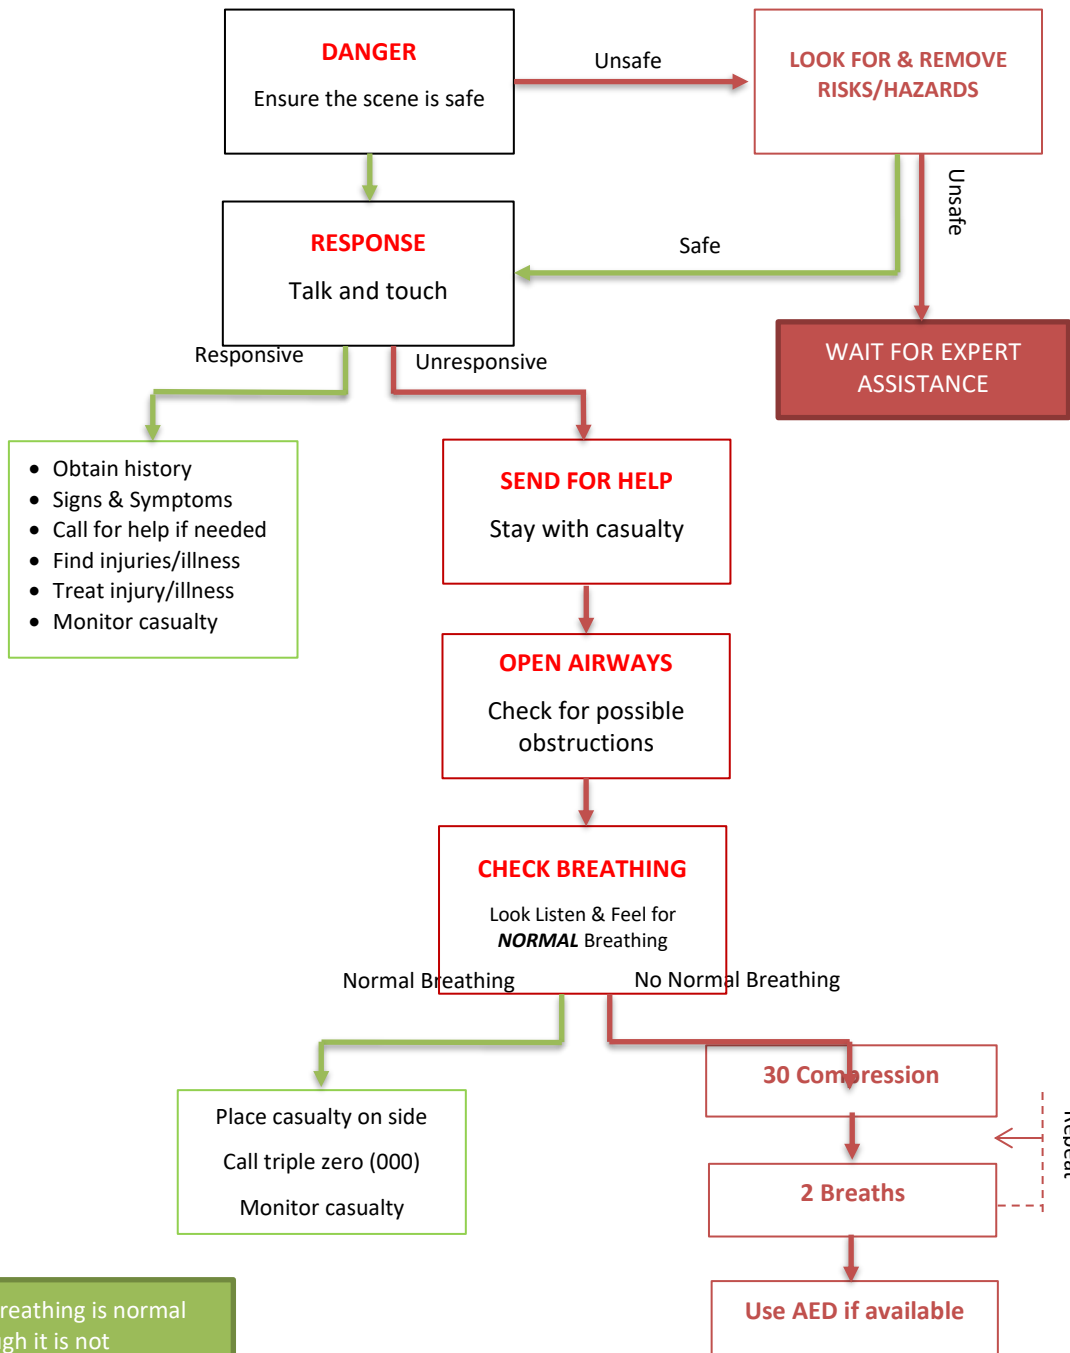 DANGER
Ensure the scene is safe
Unsafe
LOOK FOR & REMOVE
RISKS/HAZARDS
Unsafe
RESPONSE
Talk and touch
Safe
WAIT FOR EXPERT
ASSISTANCE
Responsive
Unresponsive
• Obtain history
• Signs & Symptoms
• Call for help if needed
• Find injuries/illness
• Treat injury/illness
• Monitor casualty
SEND FOR HELP
Stay with casualty
OPEN AIRWAYS
Check for possible
obstructions
CHECK BREATHING
Look Listen & Feel for
NORMAL Breathing
Normal Breathing
No Normal Breathing
Place casualty on side
Call triple zero (000)
Monitor casualty
30 Compression
Repeat
2 Breaths
Use AED if available
reathing is normal
ugh it is not